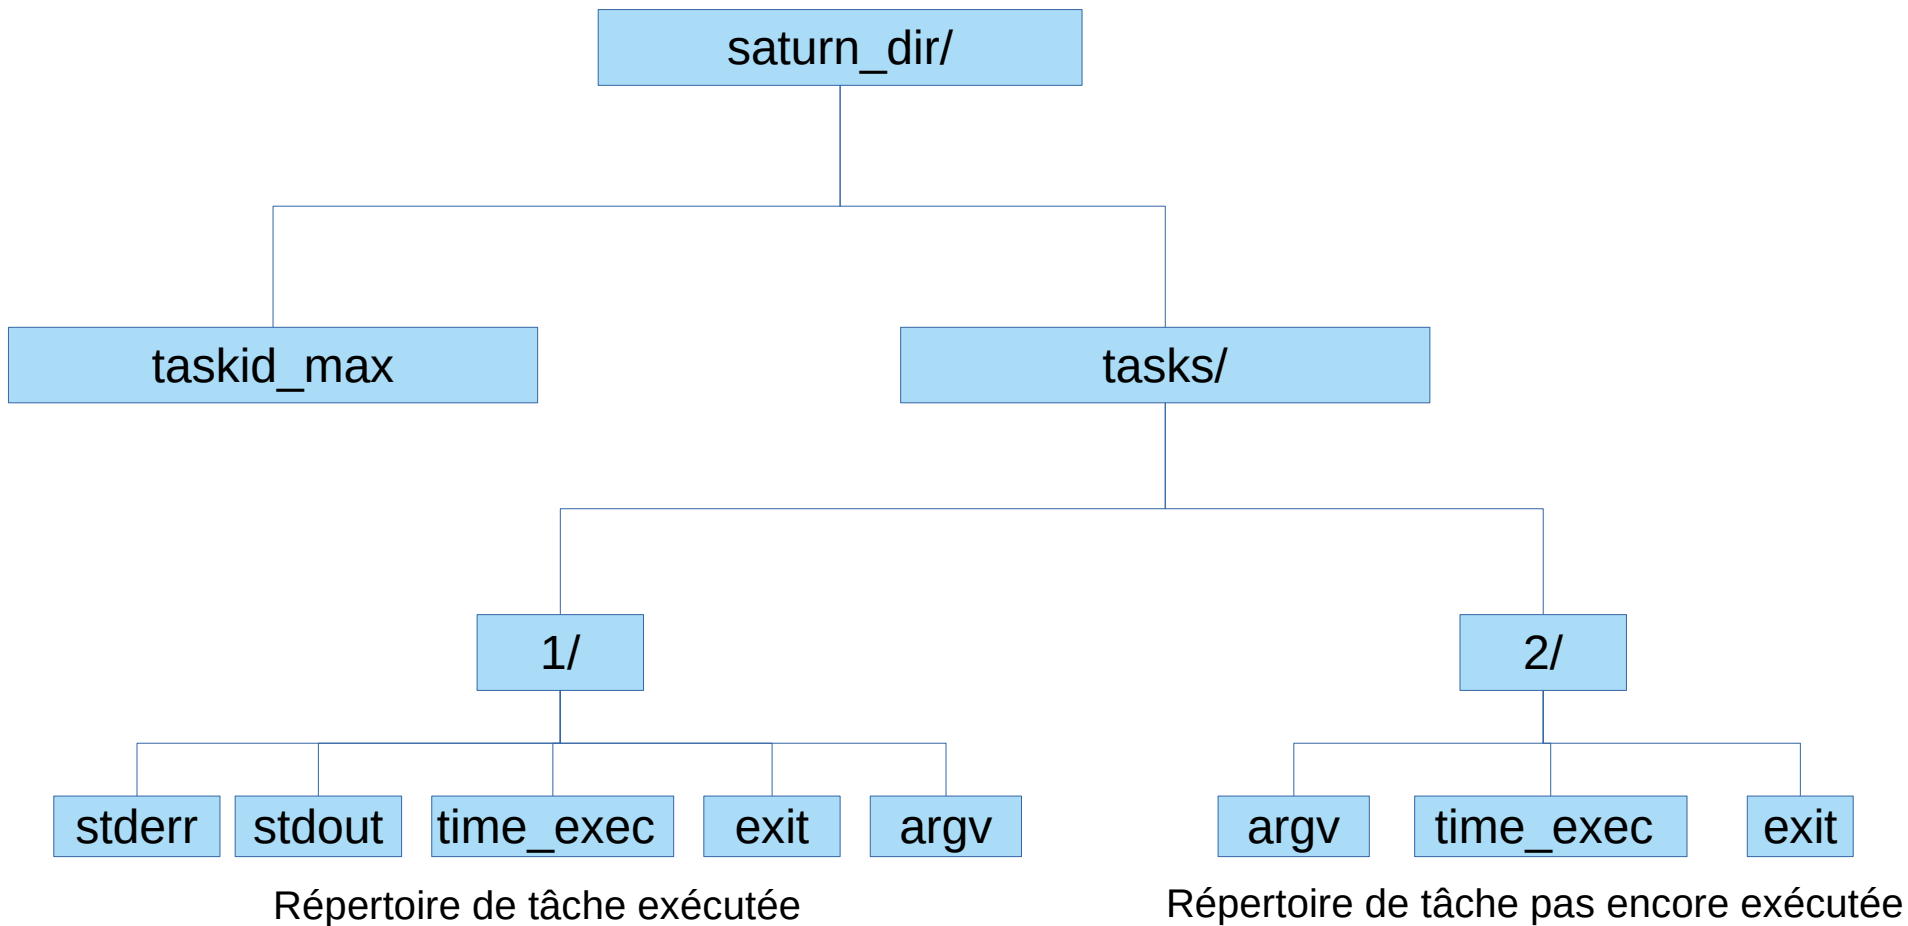 saturn_dir/
taskid_max
tasks/
1/
2/
stderr
stdout
time_exec
exit
argv
argv
time_exec
exit
Répertoire de tâche exécutée
Répertoire de tâche pas encore exécutée